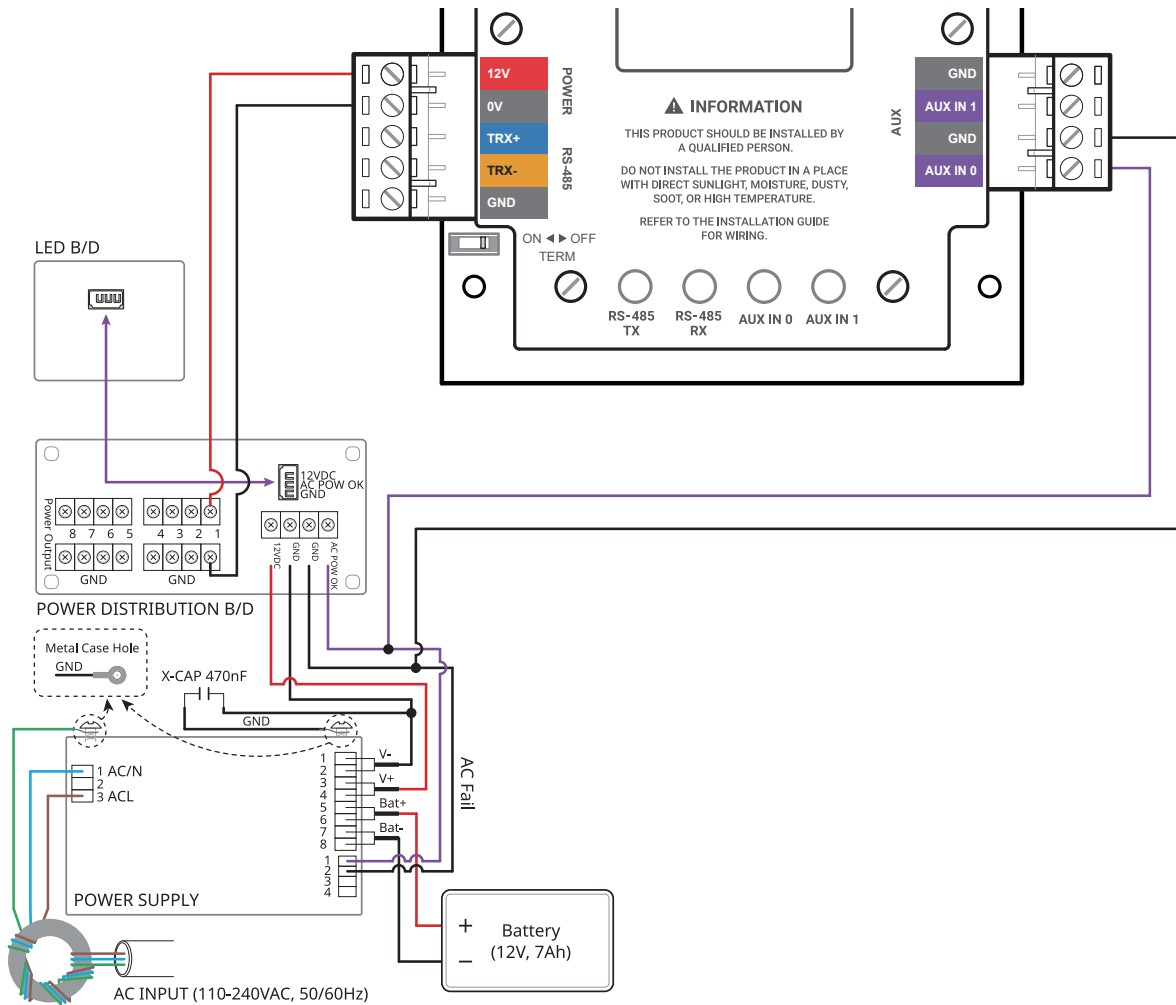 12V
0V
TRX+
TRX-
GND
POWER
RS-485
INFORMATION
THIS PRODUCT SHOULD BE INSTALLED BY
A QUALIFIED PERSON.
DO NOT INSTALL THE PRODUCT IN A PLACE
WITH DIRECT SUNLIGHT, MOISTURE, DUSTY,
SOOT, OR HIGH TEMPERATURE.
REFER TO THE INSTALLATION GUIDE
FOR WIRING.
AUX
GND
AUX IN 1
GND
AUX IN 0
ON ◄ ► OFF
TERM
RS-485
TX
RS-485
RX
AUX IN 0
AUX IN 1
LED B/D
12VDC
AC POW OK
GND
Power Output
8 7 6 5
4 3 2 1
GND
GND
12VDC
GND
GND
AC POW OK
POWER DISTRIBUTION B/D
Metal Case Hole
GND
X-CAP 470nF
GND
1 AC/N
2
3 ACL
1
2
3
4
5
6
7
8
V-
V+
Bat+
Bat-
1
2
3
4
AC Fail
POWER SUPPLY
+
−
Battery
(12V, 7Ah)
AC INPUT (110-240VAC, 50/60Hz)